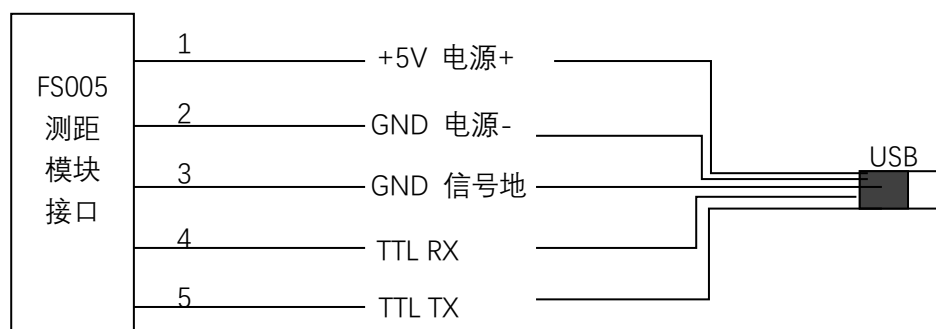 FS005
测距
模块
接口
1
+5V 电源+
2
GND 电源-
3
GND 信号地
4
TTL RX
5
TTL TX
USB